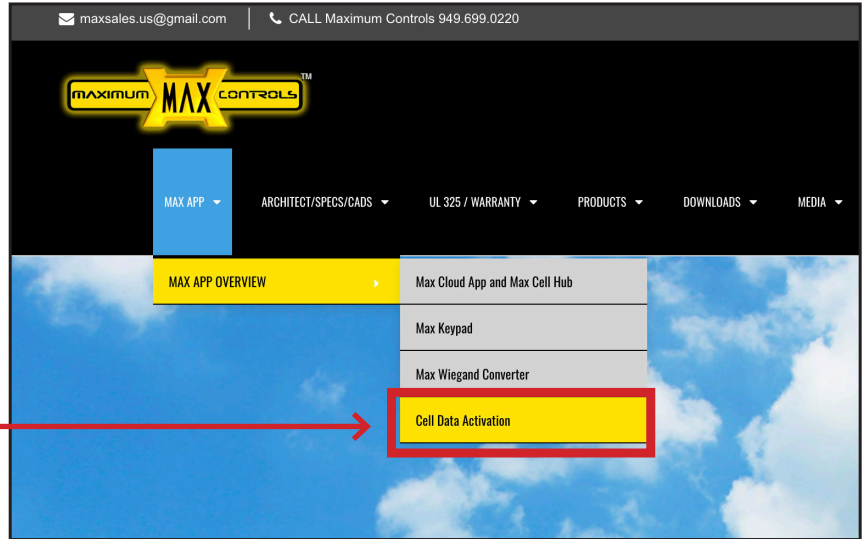 maxsales.us@gmail.com CALL Maximum Controls 949.699.0220
MAXIMUM MAX CONTROLS TM
MAX APP ARCHITECT/SPECS/CADS UL 325 / WARRANTY PRODUCTS DOWNLOADS MEDIA
MAX APP OVERVIEW Max Cloud App and Max Cell Hub
Max Keypad
Max Wiegand Converter
Cell Data Activation